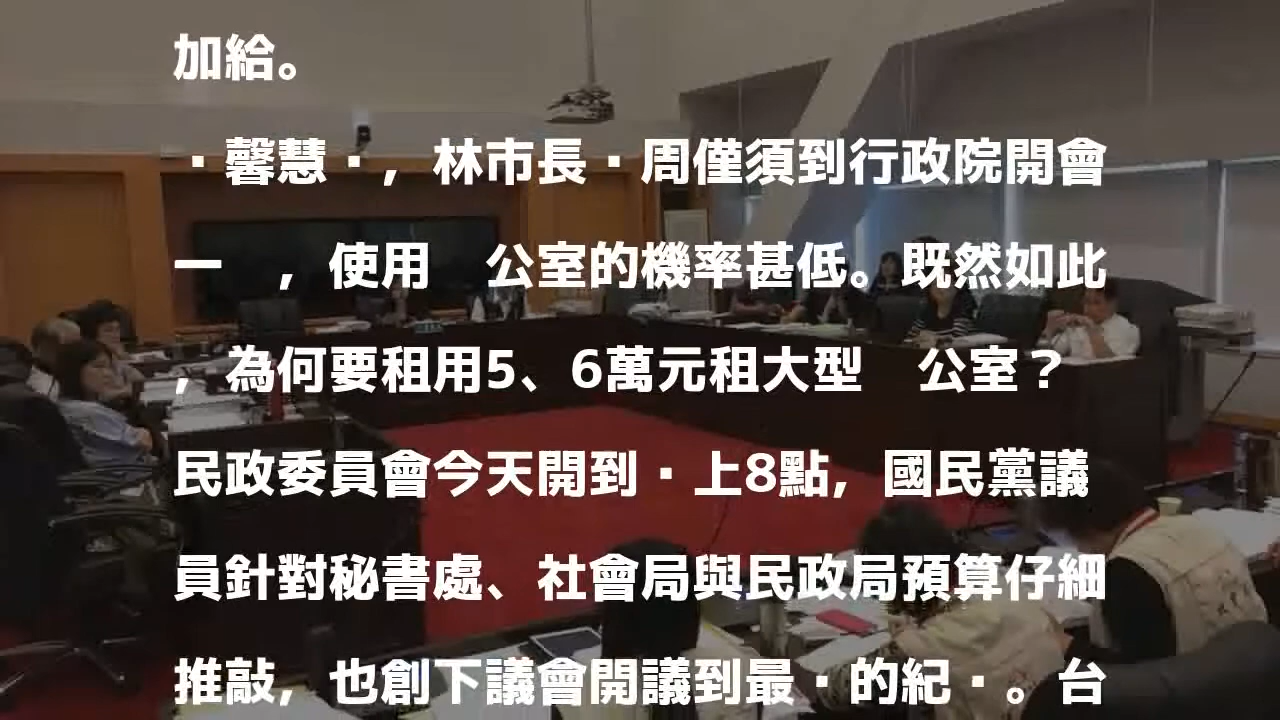 加給。
▪馨慧▪，林市長▪周僅須到行政院開會
一　，使用　公室的機率甚低。既然如此
，為何要租用5、6萬元租大型　公室？
民政委員會今天開到▪上8點，國民黨議
員針對秘書處、社會局與民政局預算仔細
推敲，也創下議會開議到最▪的紀▪。台